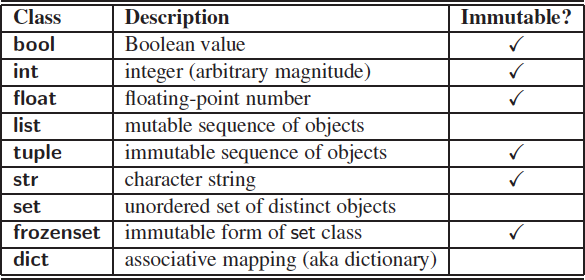 Class Description Immutable?
bool Boolean value ✓
int integer (arbitrary magnitude) ✓
float floating-point number ✓
list mutable sequence of objects
tuple immutable sequence of objects ✓
str character string ✓
set unordered set of distinct objects
frozenset immutable form of set class ✓
dict associative mapping (aka dictionary)